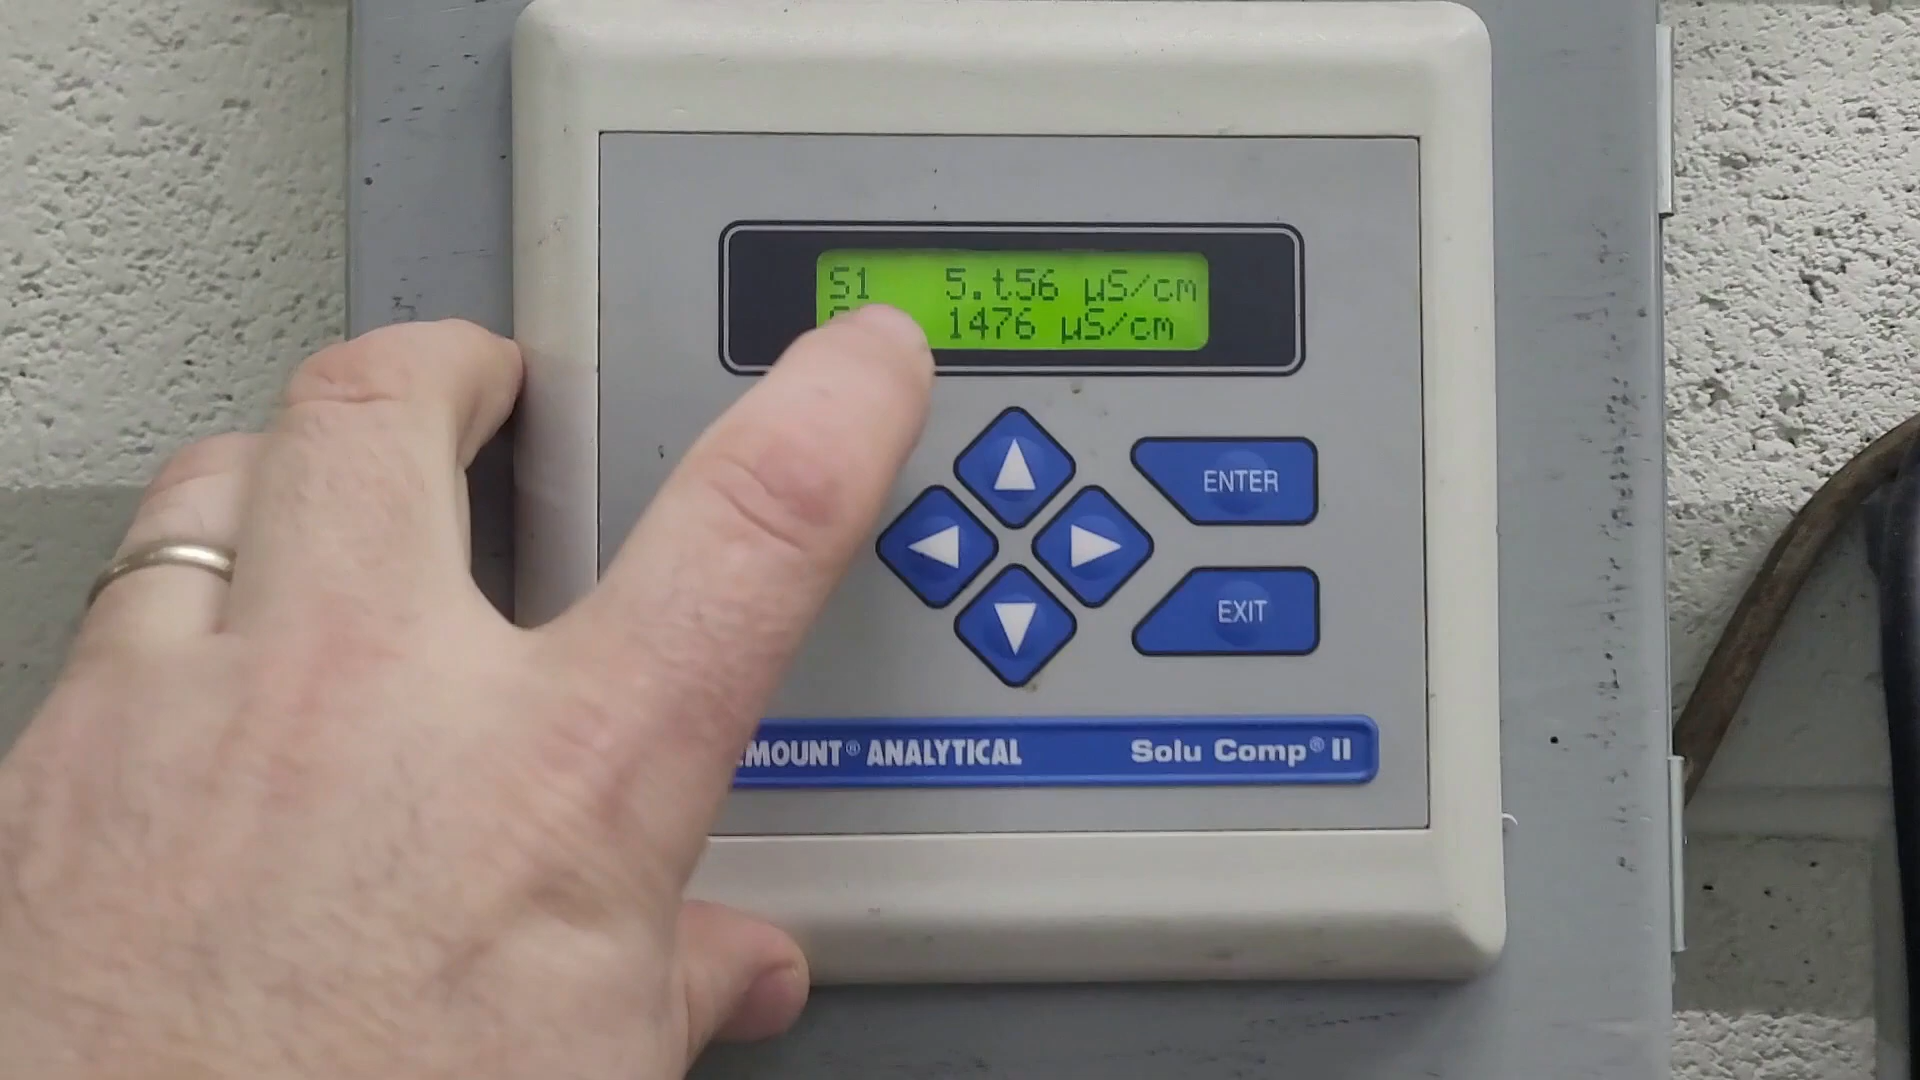 S1 5.t56 µS/cm
1476 µS/cm
ENTER
EXIT
MOUNT® ANALYTICAL Solu Comp® II